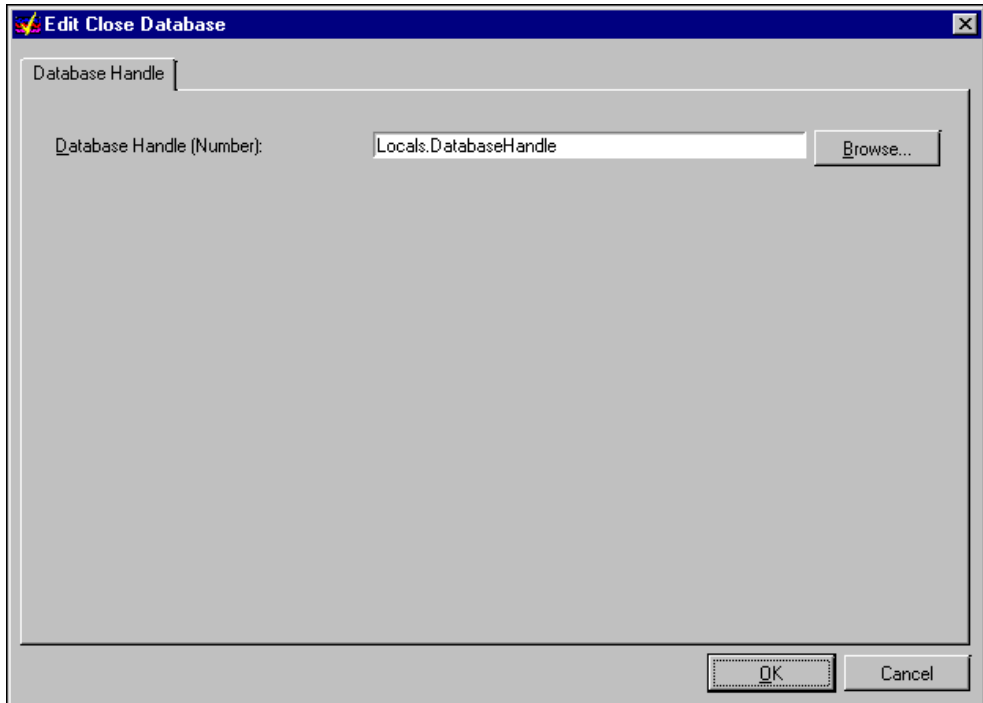 Edit Close Database
Database Handle
Database Handle (Number): Locals.DatabaseHandle Browse...
OK Cancel